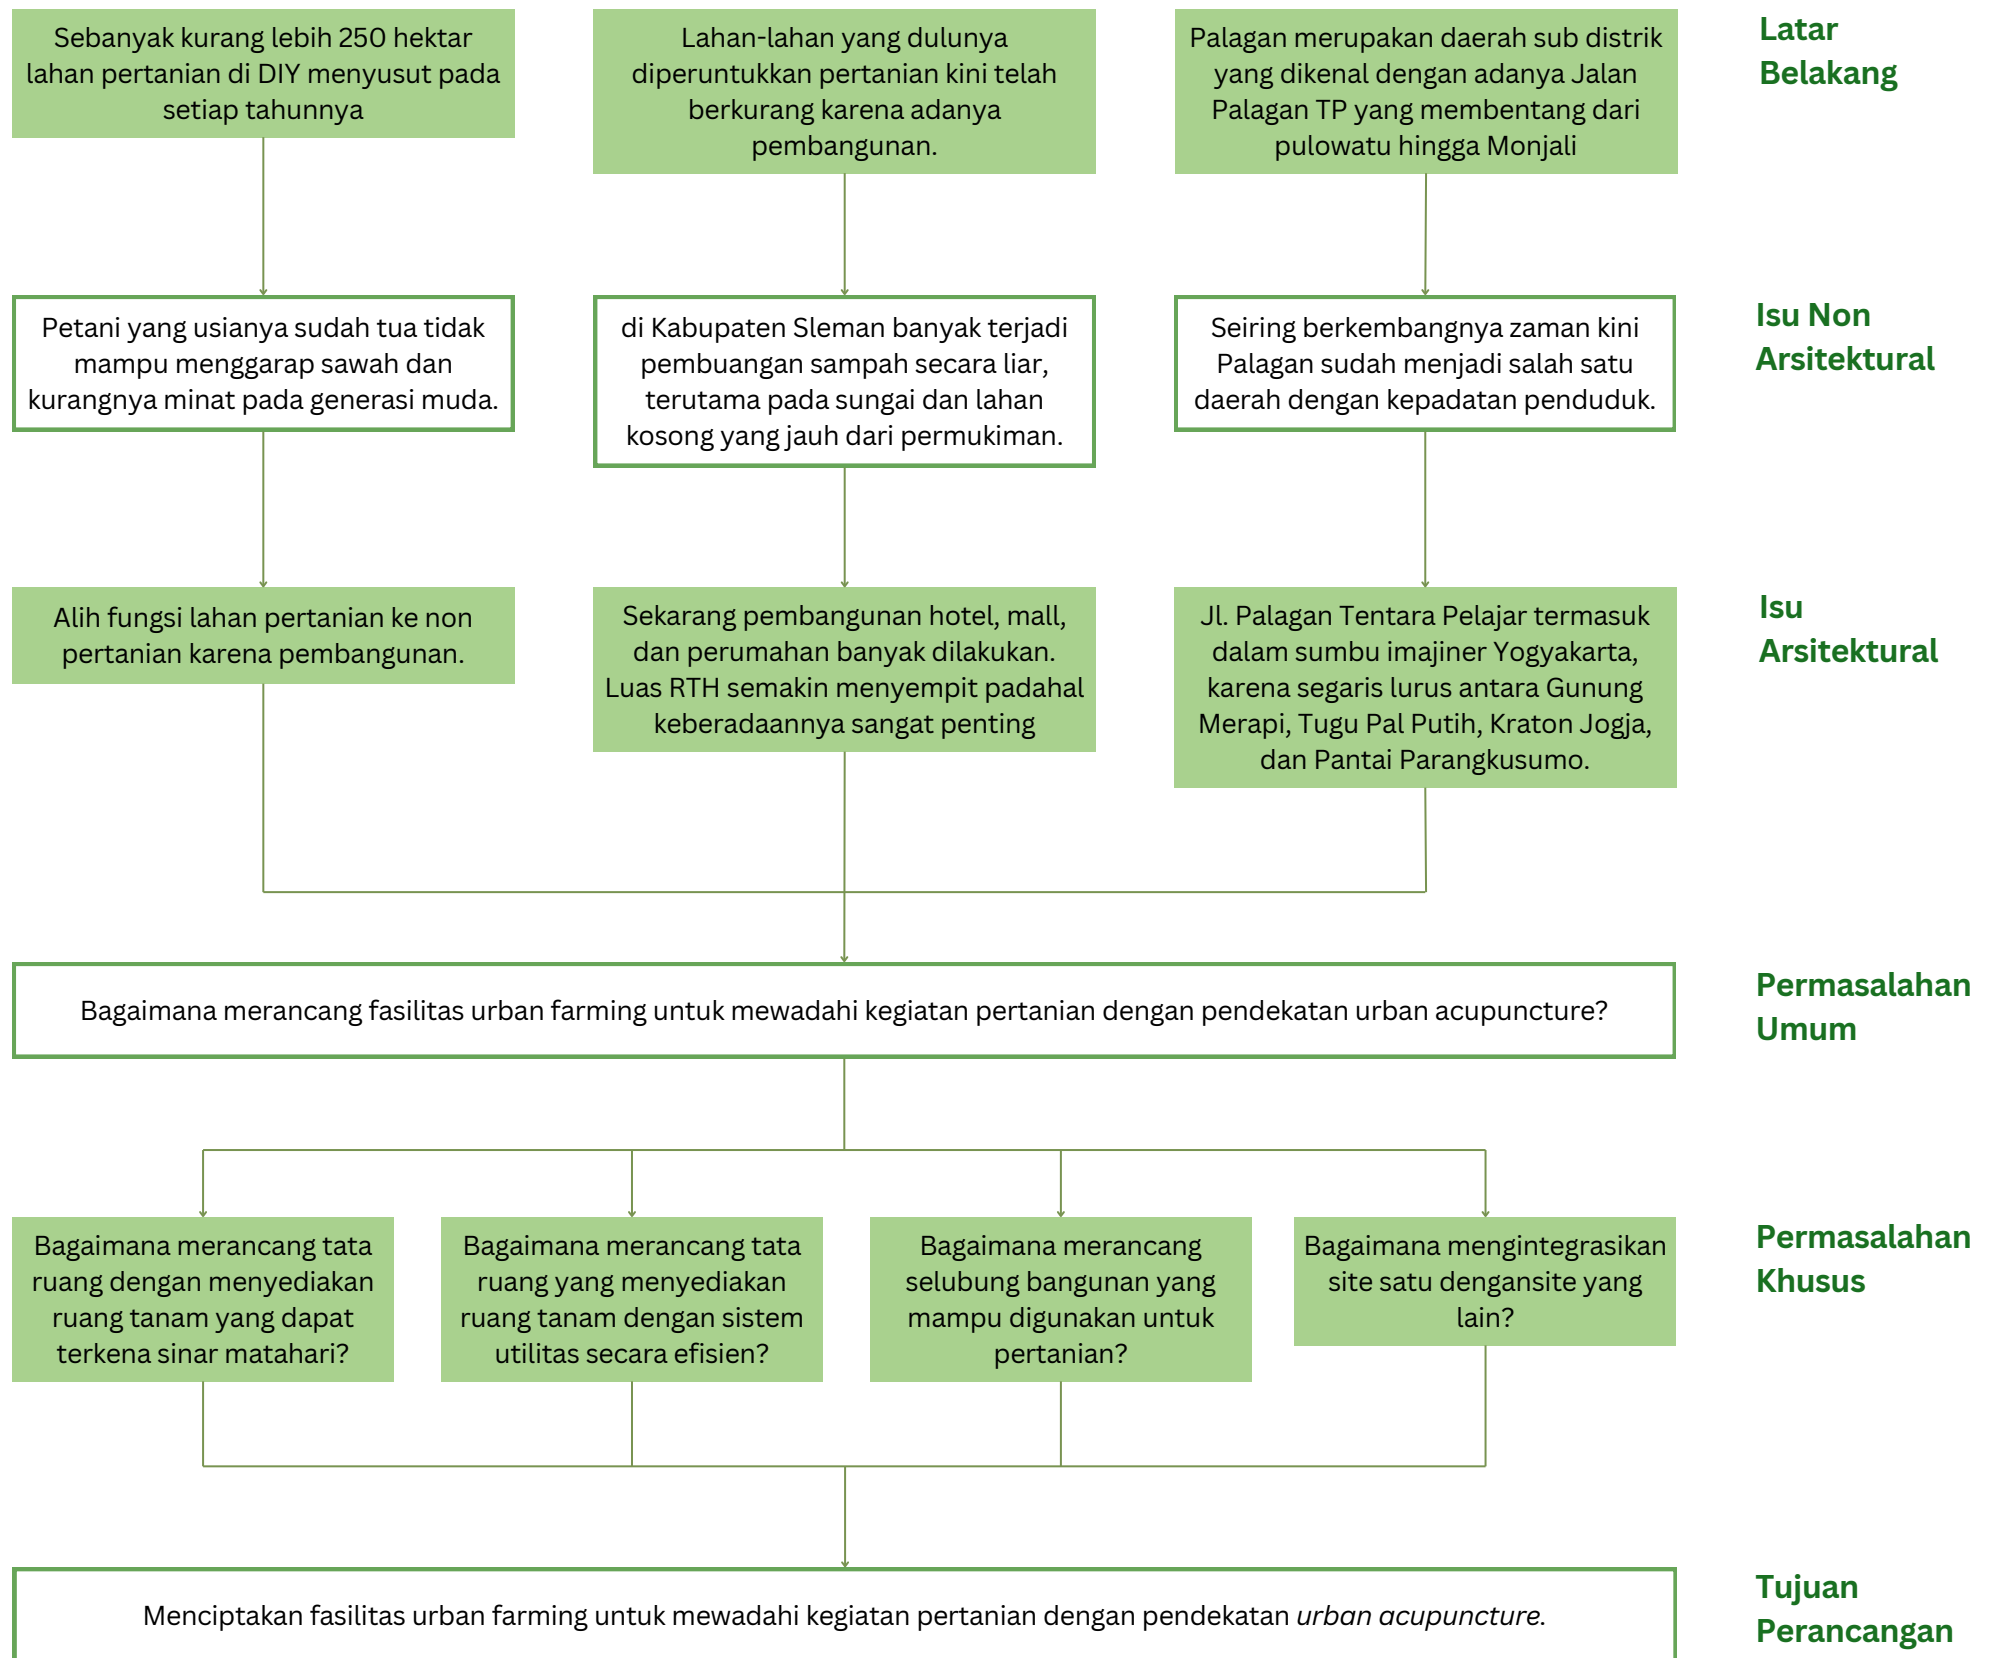 Sebanyak kurang lebih 250 hektar
lahan pertanian di DIY menyusut pada
setiap tahunnya
Lahan-lahan yang dulunya
diperuntukkan pertanian kini telah
berkurang karena adanya
pembangunan.
Palagan merupakan daerah sub distrik
yang dikenal dengan adanya Jalan
Palagan TP yang membentang dari
pulowatu hingga Monjali
Latar
Belakang
Petani yang usianya sudah tua tidak
mampu menggarap sawah dan
kurangnya minat pada generasi muda.
di Kabupaten Sleman banyak terjadi
pembuangan sampah secara liar,
terutama pada sungai dan lahan
kosong yang jauh dari permukiman.
Seiring berkembangnya zaman kini
Palagan sudah menjadi salah satu
daerah dengan kepadatan penduduk.
Isu Non
Arsitektural
Alih fungsi lahan pertanian ke non
pertanian karena pembangunan.
Sekarang pembangunan hotel, mall,
dan perumahan banyak dilakukan.
Luas RTH semakin menyempit padahal
keberadaannya sangat penting
Jl. Palagan Tentara Pelajar termasuk
dalam sumbu imajiner Yogyakarta,
karena segaris lurus antara Gunung
Merapi, Tugu Pal Putih, Kraton Jogja,
dan Pantai Parangkusumo.
Isu
Arsitektural
Bagaimana merancang fasilitas urban farming untuk mewadahi kegiatan pertanian dengan pendekatan urban acupuncture?
Permasalahan
Umum
Bagaimana merancang tata
ruang dengan menyediakan
ruang tanam yang dapat
terkena sinar matahari?
Bagaimana merancang tata
ruang yang menyediakan
ruang tanam dengan sistem
utilitas secara efisien?
Bagaimana merancang
selubung bangunan yang
mampu digunakan untuk
pertanian?
Bagaimana mengintegrasikan
site satu dengansite yang
lain?
Permasalahan
Khusus
Menciptakan fasilitas urban farming untuk mewadahi kegiatan pertanian dengan pendekatan urban acupuncture.
Tujuan
Perancangan